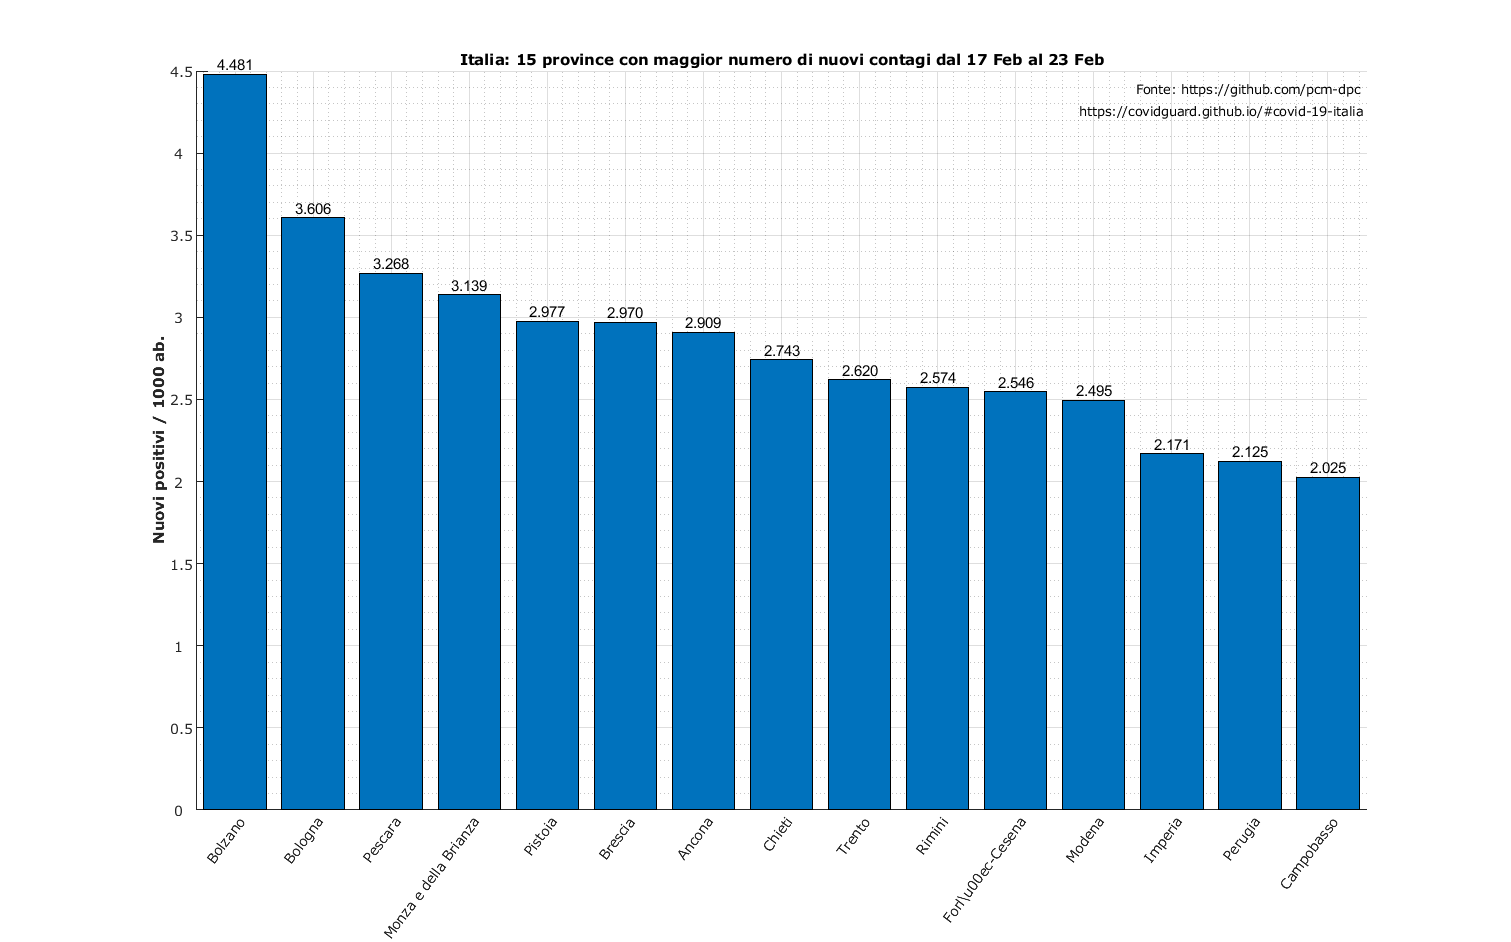 Italia: 15 province con maggior numero di nuovi contagi dal 17 Feb al 23 Feb
Fonte: https://github.com/pcm-dpc
https://covidguard.github.io/#covid-19-italia
Nuovi positivi / 1000 ab.
4.5
4
3.5
3
2.5
2
1.5
1
0.5
0
4.481
3.606
3.268
3.139
2.977
2.970
2.909
2.743
2.620
2.574
2.546
2.495
2.171
2.125
2.025
Bolzano
Bologna
Pescara
Monza e della Brianza
Pistoia
Brescia
Ancona
Chieti
Trento
Rimini
Forl\u00ec-Cesena
Modena
Imperia
Perugia
Campobasso